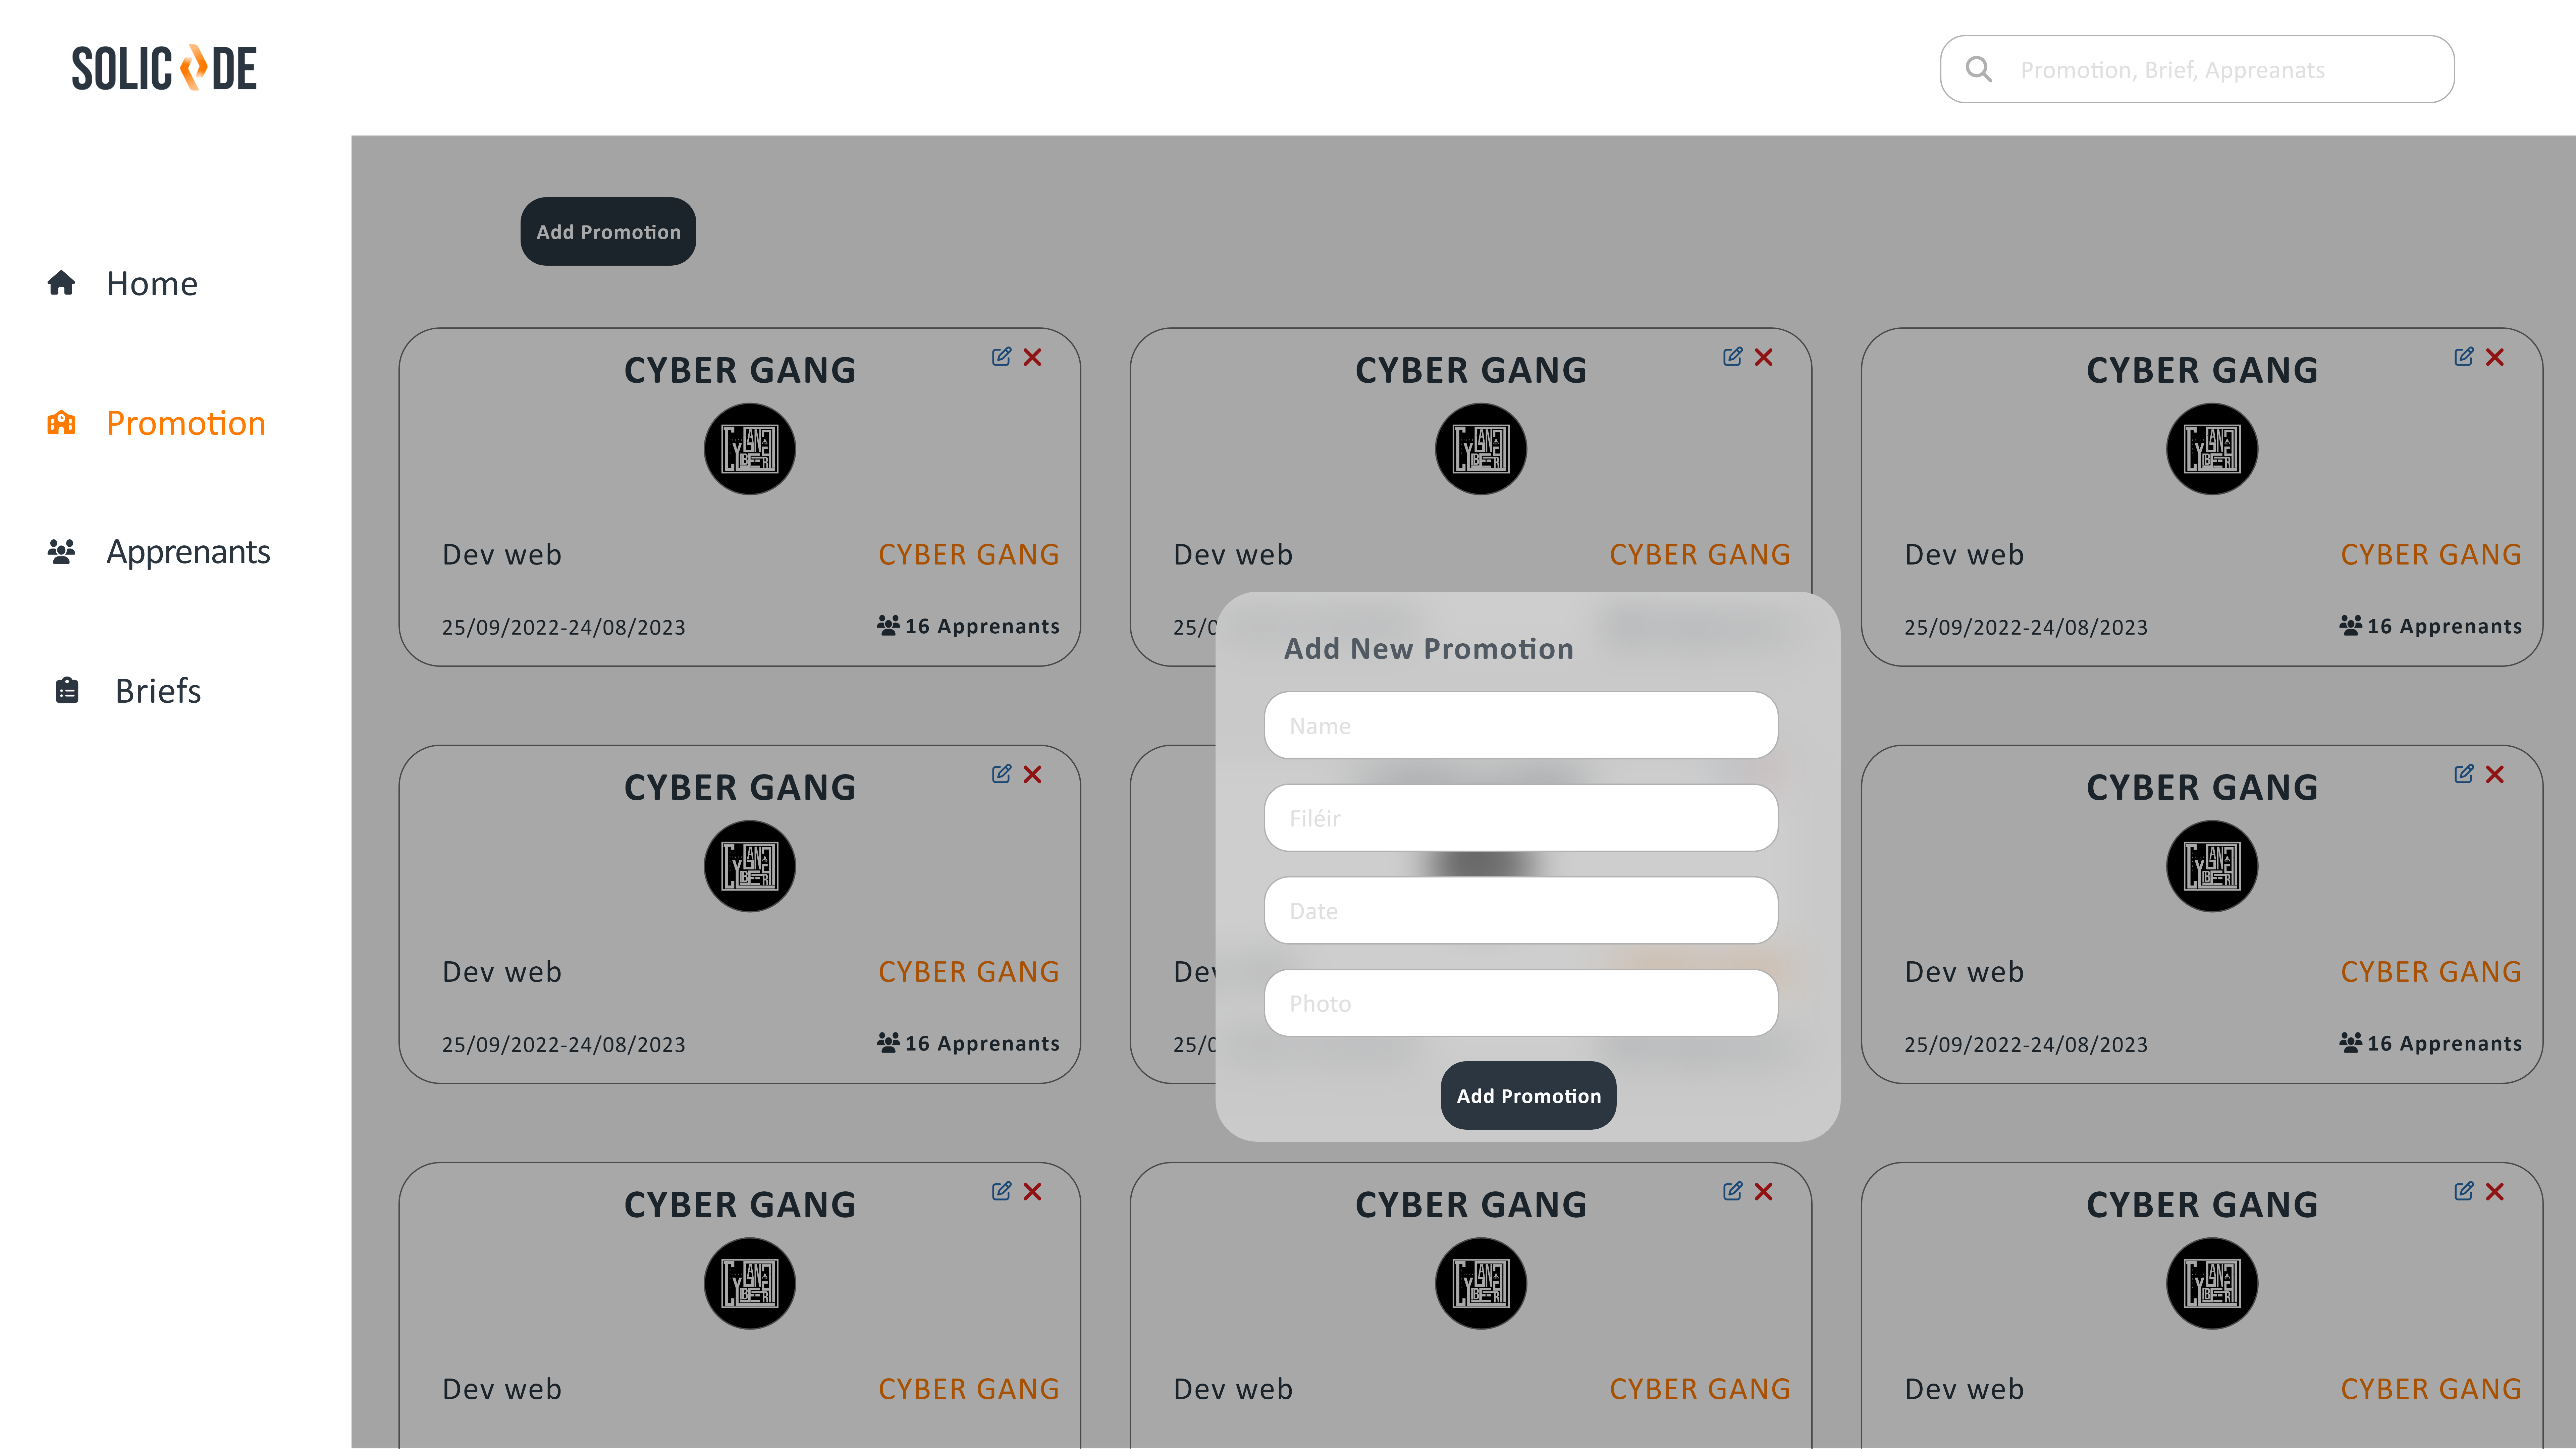 SOLICODE
Promotion, Brief, Appreanats
Home
Promotion
Apprenants
Briefs
Add Promotion
CYBER GANG
Dev web
CYBER GANG
25/09/2022-24/08/2023
16 Apprenants
CYBER GANG
Dev web
CYBER GANG
25/0
CYBER GANG
Dev web
CYBER GANG
25/09/2022-24/08/2023
16 Apprenants
Add New Promotion
Name
Filéir
Date
Photo
Add Promotion
CYBER GANG
Dev web
CYBER GANG
25/09/2022-24/08/2023
16 Apprenants
Dev
25/0
CYBER GANG
Dev web
CYBER GANG
25/09/2022-24/08/2023
16 Apprenants
CYBER GANG
Dev web
CYBER GANG
CYBER GANG
Dev web
CYBER GANG
CYBER GANG
Dev web
CYBER GANG